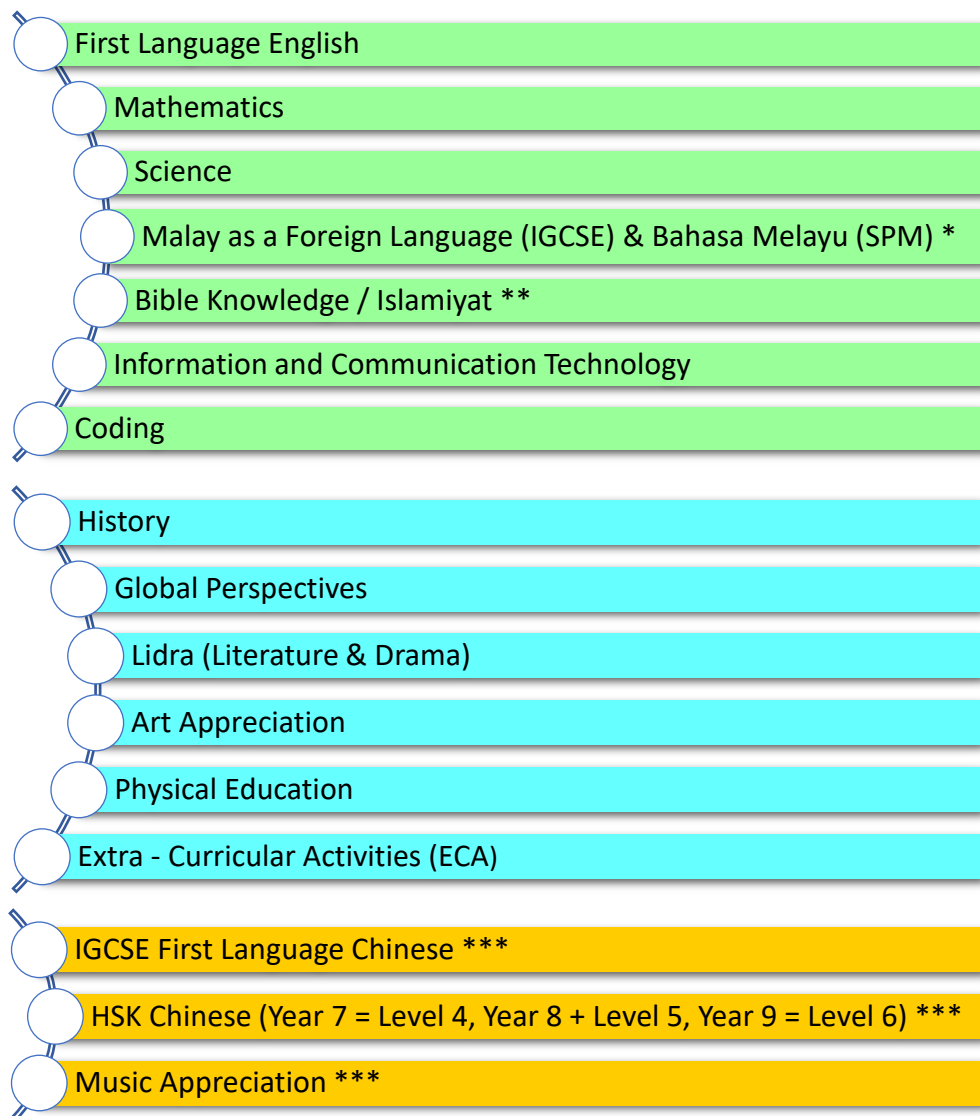 First Language English
Mathematics
Science
Malay as a Foreign Language (IGCSE) & Bahasa Melayu (SPM) *
Bible Knowledge / Islamiyat **
Information and Communication Technology
Coding
History
Global Perspectives
Lidra (Literature & Drama)
Art Appreciation
Physical Education
Extra - Curricular Activities (ECA)
IGCSE First Language Chinese ***
HSK Chinese (Year 7 = Level 4, Year 8 + Level 5, Year 9 = Level 6) ***
Music Appreciation ***